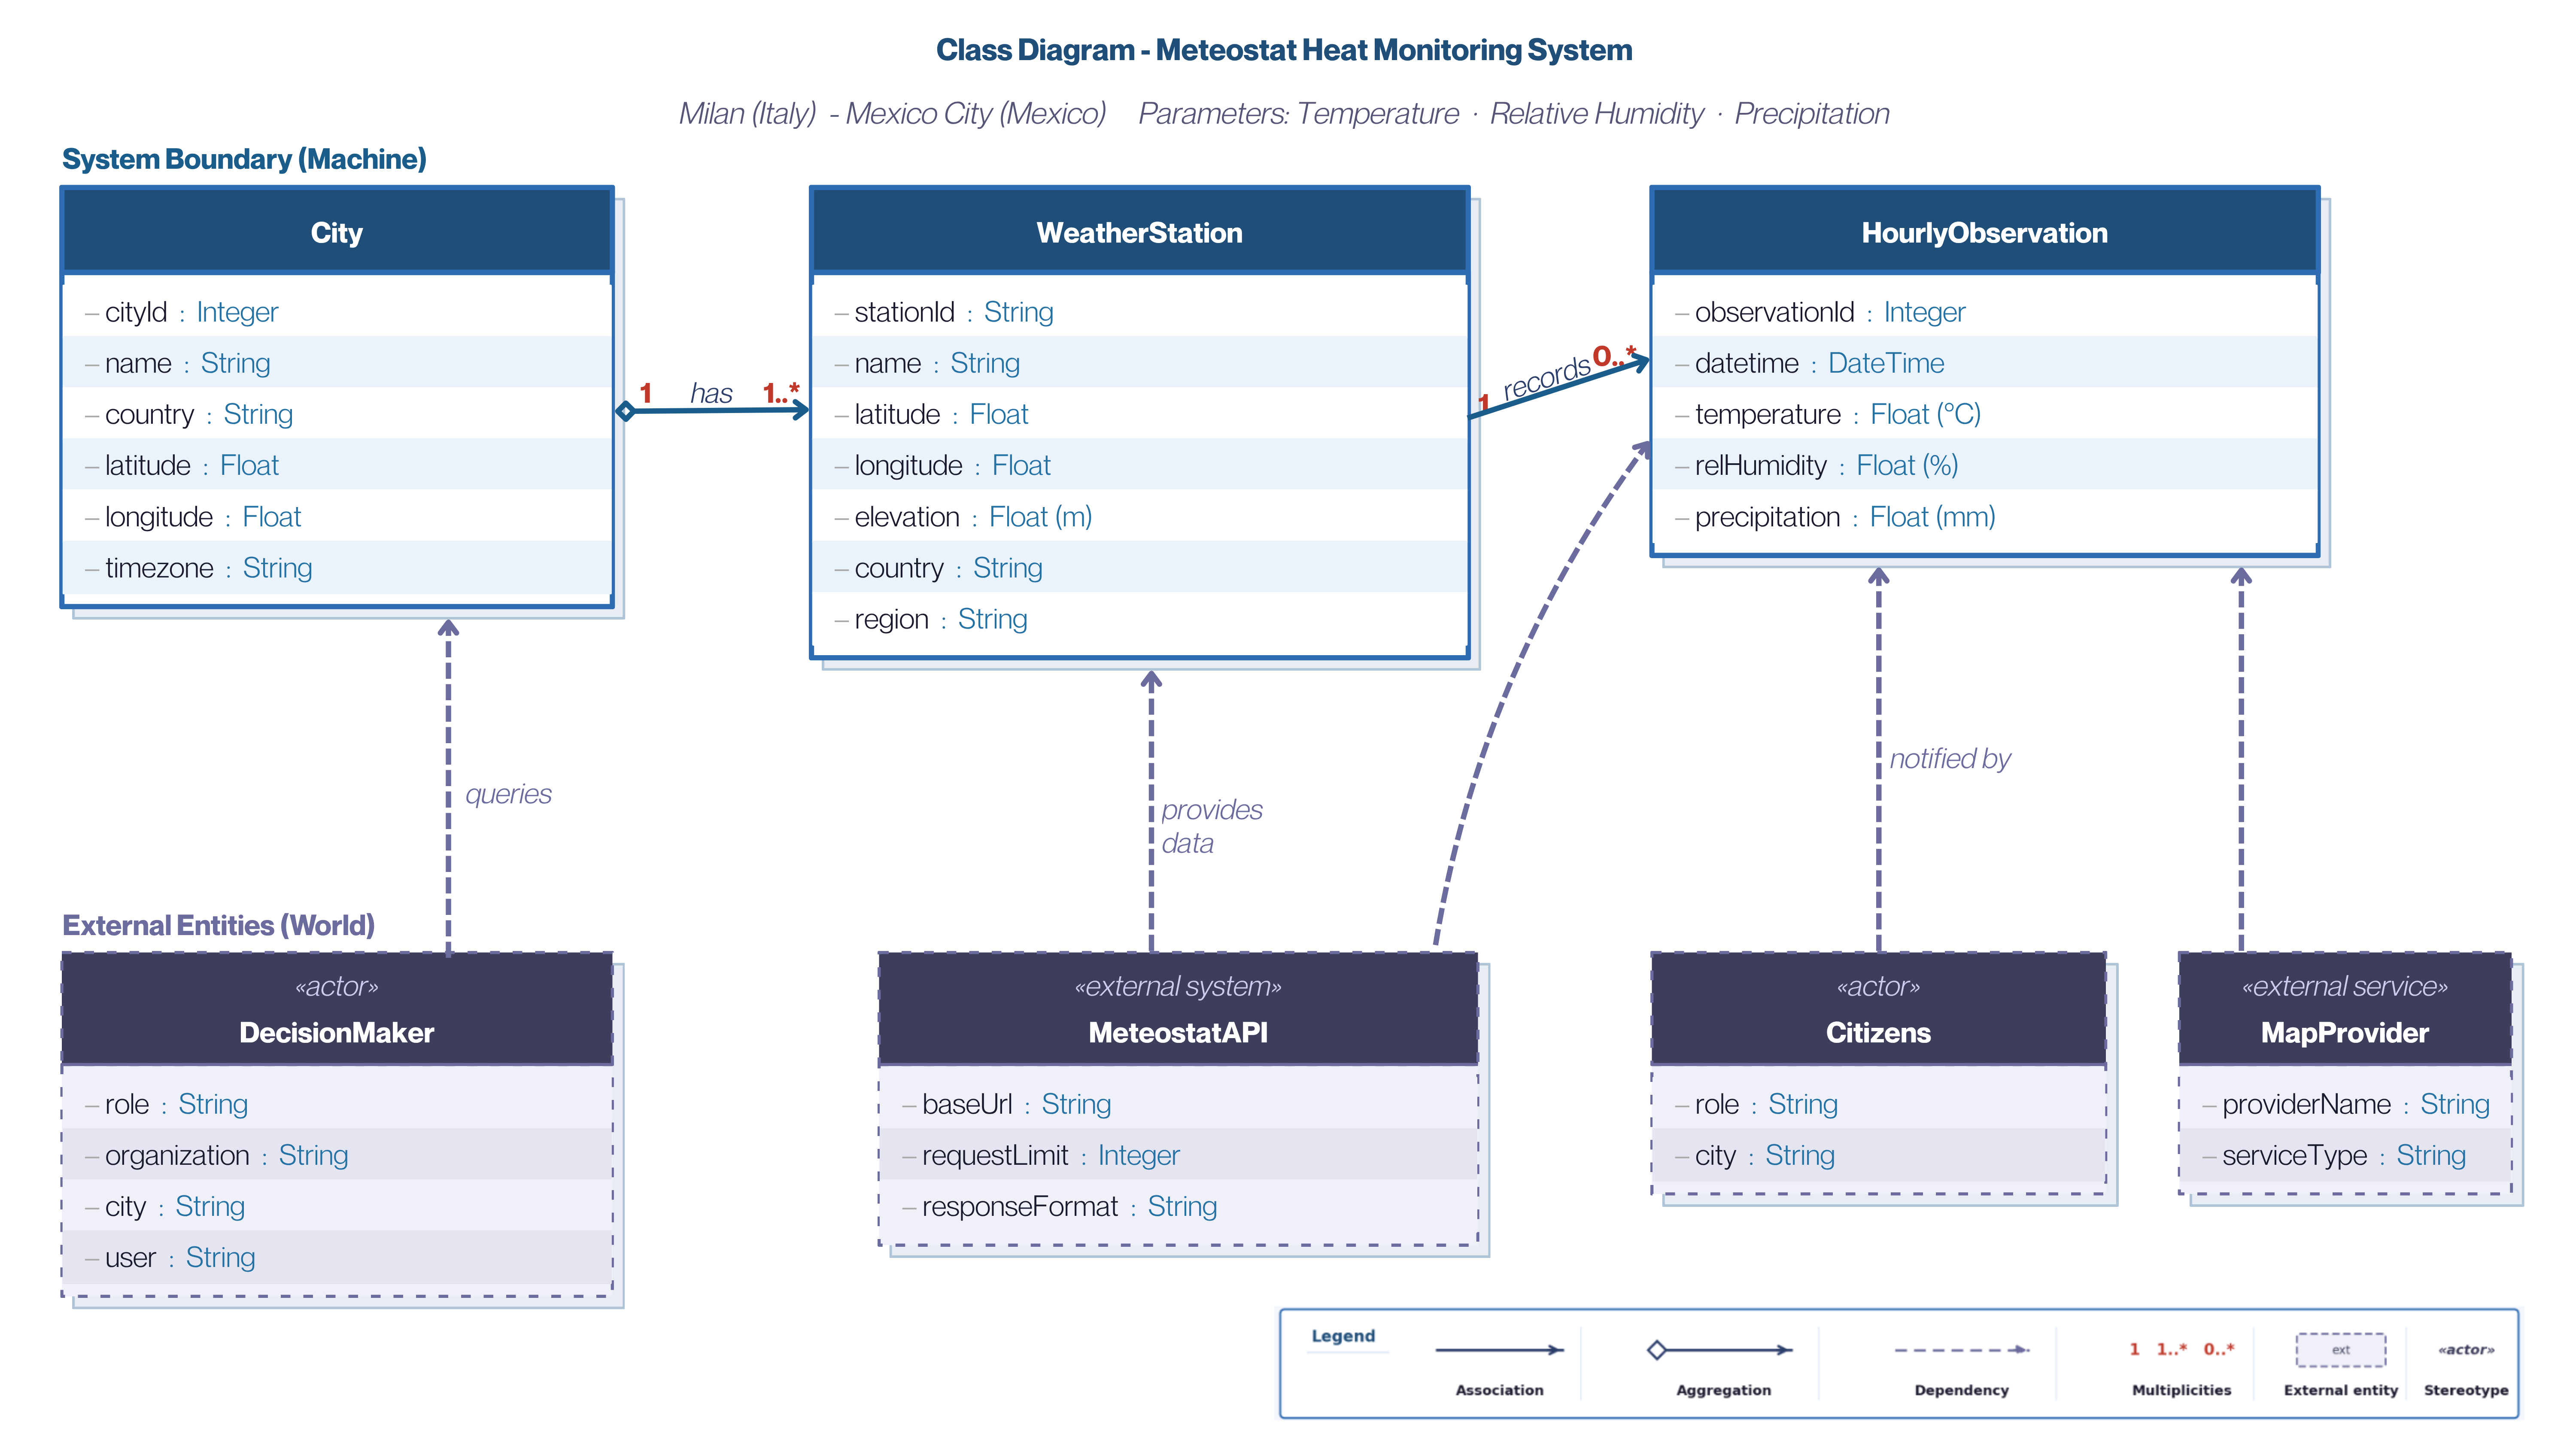 Class Diagram - Meteostat Heat Monitoring System
Milan (Italy) - Mexico City (Mexico) Parameters: Temperature · Relative Humidity · Precipitation
System Boundary (Machine)
City
– cityId : Integer
– name : String
– country : String
– latitude : Float
– longitude : Float
– timezone : String
1 has 1..*
WeatherStation
– stationId : String
– name : String
– latitude : Float
– longitude : Float
– elevation : Float (m)
– country : String
– region : String
1 records 0..*
HourlyObservation
– observationId : Integer
– datetime : DateTime
– temperature : Float (°C)
– relHumidity : Float (%)
– precipitation : Float (mm)
queries
provides
data
notified by
External Entities (World)
«actor»
DecisionMaker
– role : String
– organization : String
– city : String
– user : String
«external system»
MeteostatAPI
– baseUrl : String
– requestLimit : Integer
– responseFormat : String
«actor»
Citizens
– role : String
– city : String
«external service»
MapProvider
– providerName : String
– serviceType : String
Legend
Association
Aggregation
Dependency
1 1..* 0..*
Multiplicities
ext
External entity
«actor»
Stereotype